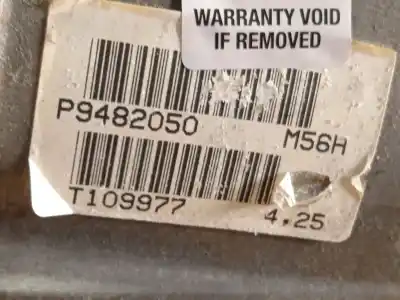 WARRANTY VOID
IF REMOVED
P9482050 M56H
T109977 4.25